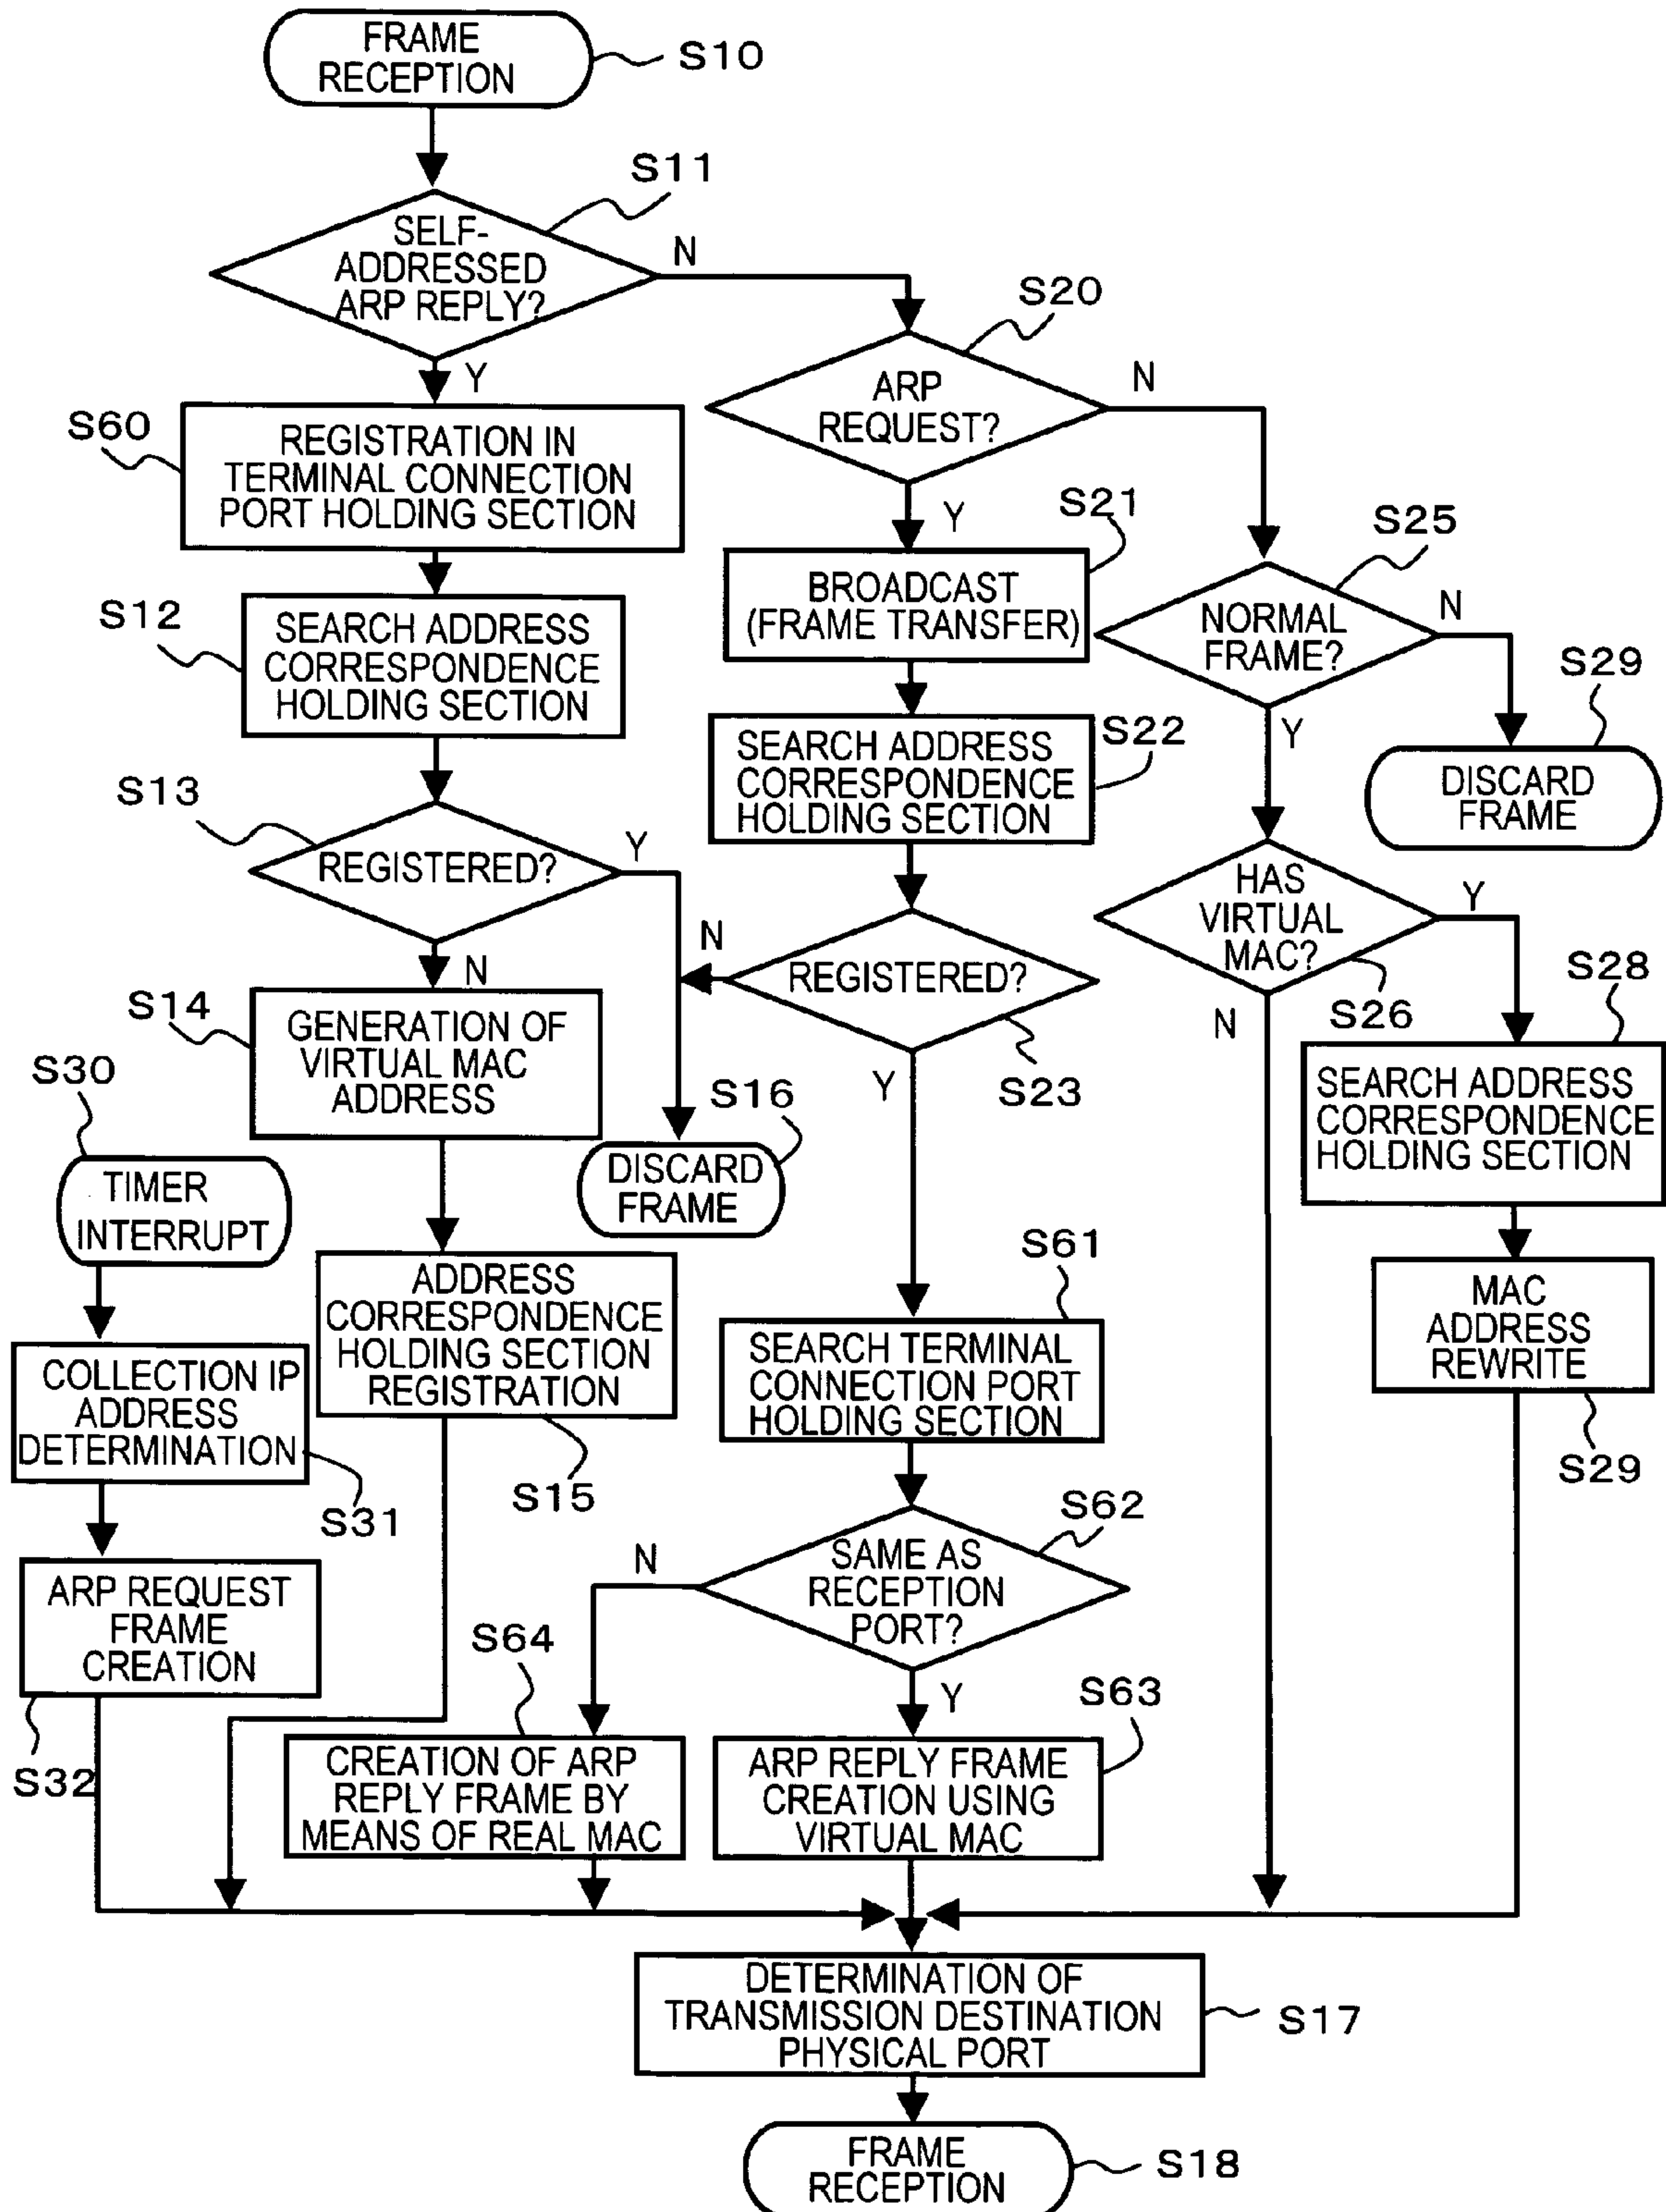 FRAME
RECEPTION
S10
S11
SELF-
ADDRESSED
ARP REPLY?
N
Y
S20
ARP
REQUEST?
N
Y
S60
REGISTRATION IN
TERMINAL CONNECTION
PORT HOLDING SECTION
S21
BROADCAST
(FRAME TRANSFER)
S25
NORMAL
FRAME?
N
Y
S12
SEARCH ADDRESS
CORRESPONDENCE
HOLDING SECTION
S22
SEARCH ADDRESS
CORRESPONDENCE
HOLDING SECTION
S29
DISCARD
FRAME
S13
REGISTERED?
Y
N
N
REGISTERED?
Y
S23
HAS
VIRTUAL
MAC?
Y
N
S26
S28
SEARCH ADDRESS
CORRESPONDENCE
HOLDING SECTION
S14
GENERATION OF
VIRTUAL MAC
ADDRESS
S16
DISCARD
FRAME
S30
TIMER
INTERRUPT
ADDRESS
CORRESPONDENCE
HOLDING SECTION
REGISTRATION
S15
S61
SEARCH TERMINAL
CONNECTION PORT
HOLDING SECTION
MAC
ADDRESS
REWRITE
S29
COLLECTION IP
ADDRESS
DETERMINATION
S31
S62
SAME AS
RECEPTION
PORT?
N
Y
ARP REQUEST
FRAME
CREATION
S32
S64
CREATION OF ARP
REPLY FRAME BY
MEANS OF REAL MAC
S63
ARP REPLY FRAME
CREATION USING
VIRTUAL MAC
DETERMINATION OF
TRANSMISSION DESTINATION
PHYSICAL PORT
S17
FRAME
RECEPTION
S18